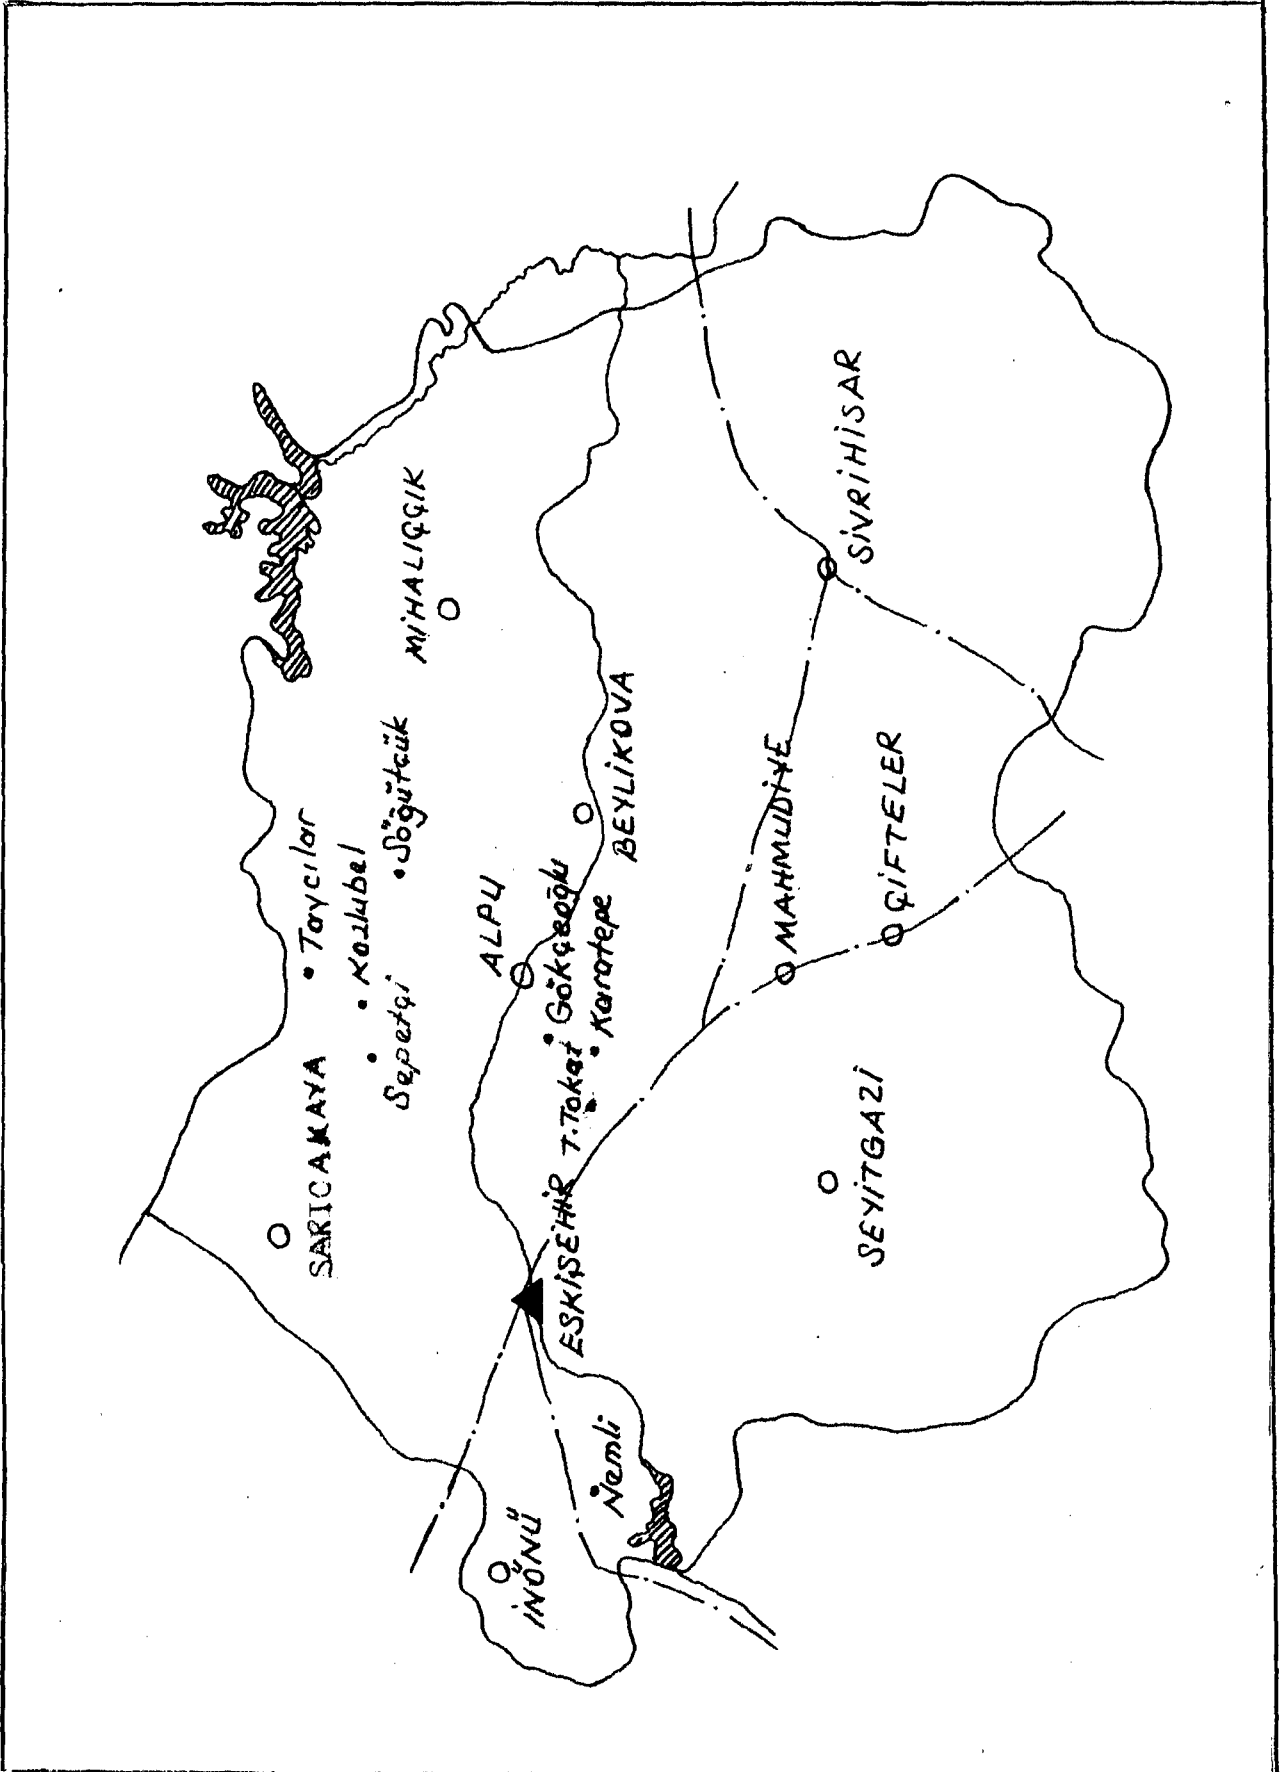 Taycılar
SARICAKAYA
Kozlubel
Sepetçi
Söğütcük
MİHALIÇÇIK
ALPU
İNÖNÜ
ESKİŞEHİR
T.Tokat
Gökçeoğlu
Karatepe
Nemli
BEYLİKOVA
MAHMUDİYE
SİVRİHİSAR
SEYİTGAZİ
ÇİFTELER